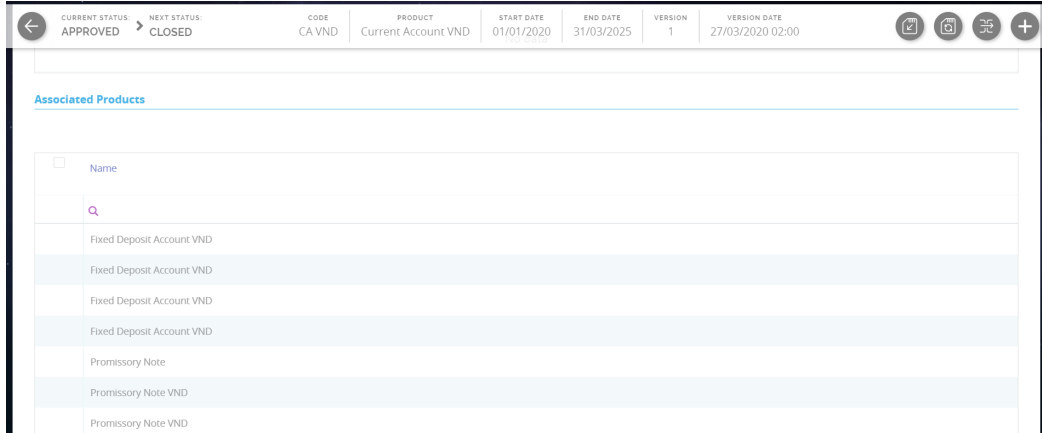 CURRENT STATUS: NEXT STATUS: CODE PRODUCT START DATE END DATE VERSION VERSION DATE
APPROVED CLOSED CA VND Current Account VND 01/01/2020 31/03/2025 1 27/03/2020 02:00
Associated Products
Name
Fixed Deposit Account VND
Fixed Deposit Account VND
Fixed Deposit Account VND
Fixed Deposit Account VND
Promissory Note
Promissory Note VND
Promissory Note VND